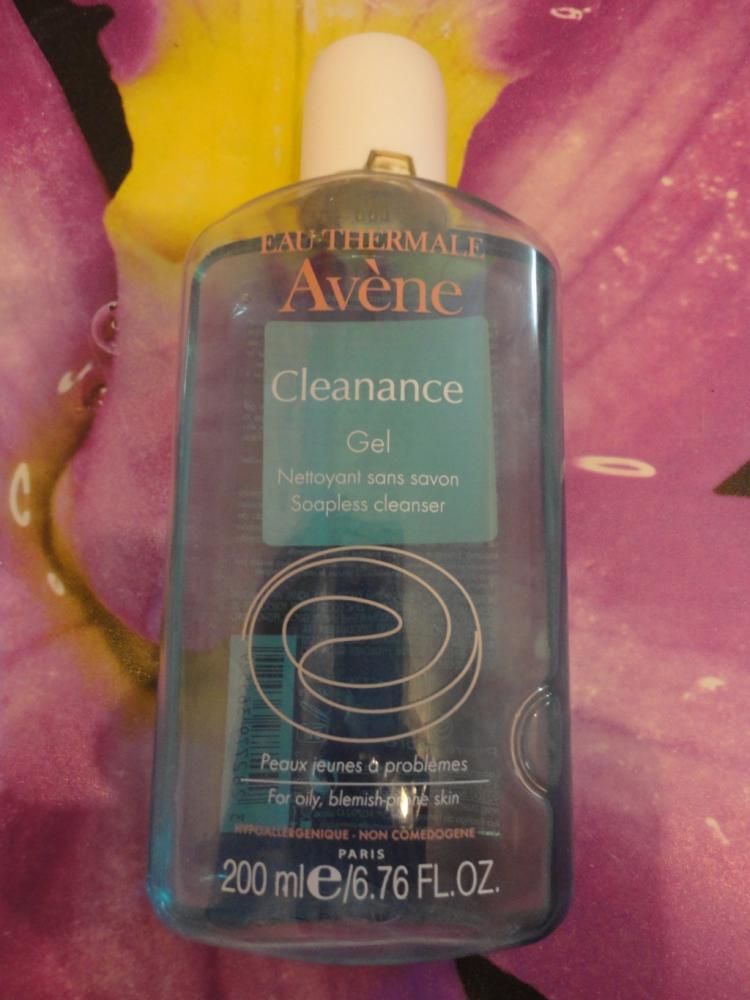 EAU THERMALE
Avène
Cleanance
Gel
Nettoyant sans savon
Soapless cleanser
Peaux jeunes à problèmes
For oily, blemish-prone skin
HYPOALLERGENIQUE - NON COMEDOGENE
PARIS
200 ml e/6.76 FL.OZ.